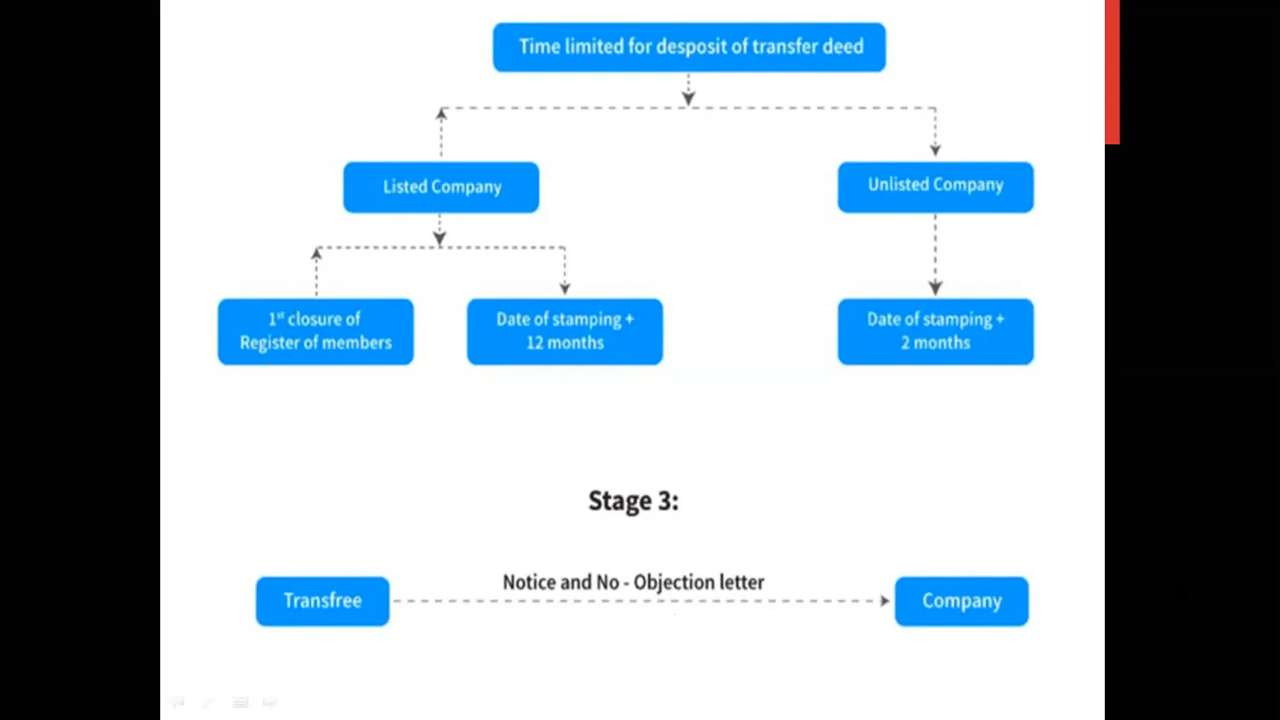 Time limited for desposit of transfer deed
Listed Company
Unlisted Company
1st closure of
Register of members
Date of stamping +
12 months
Date of stamping +
2 months
Stage 3:
Transfree
Notice and No - Objection letter
Company